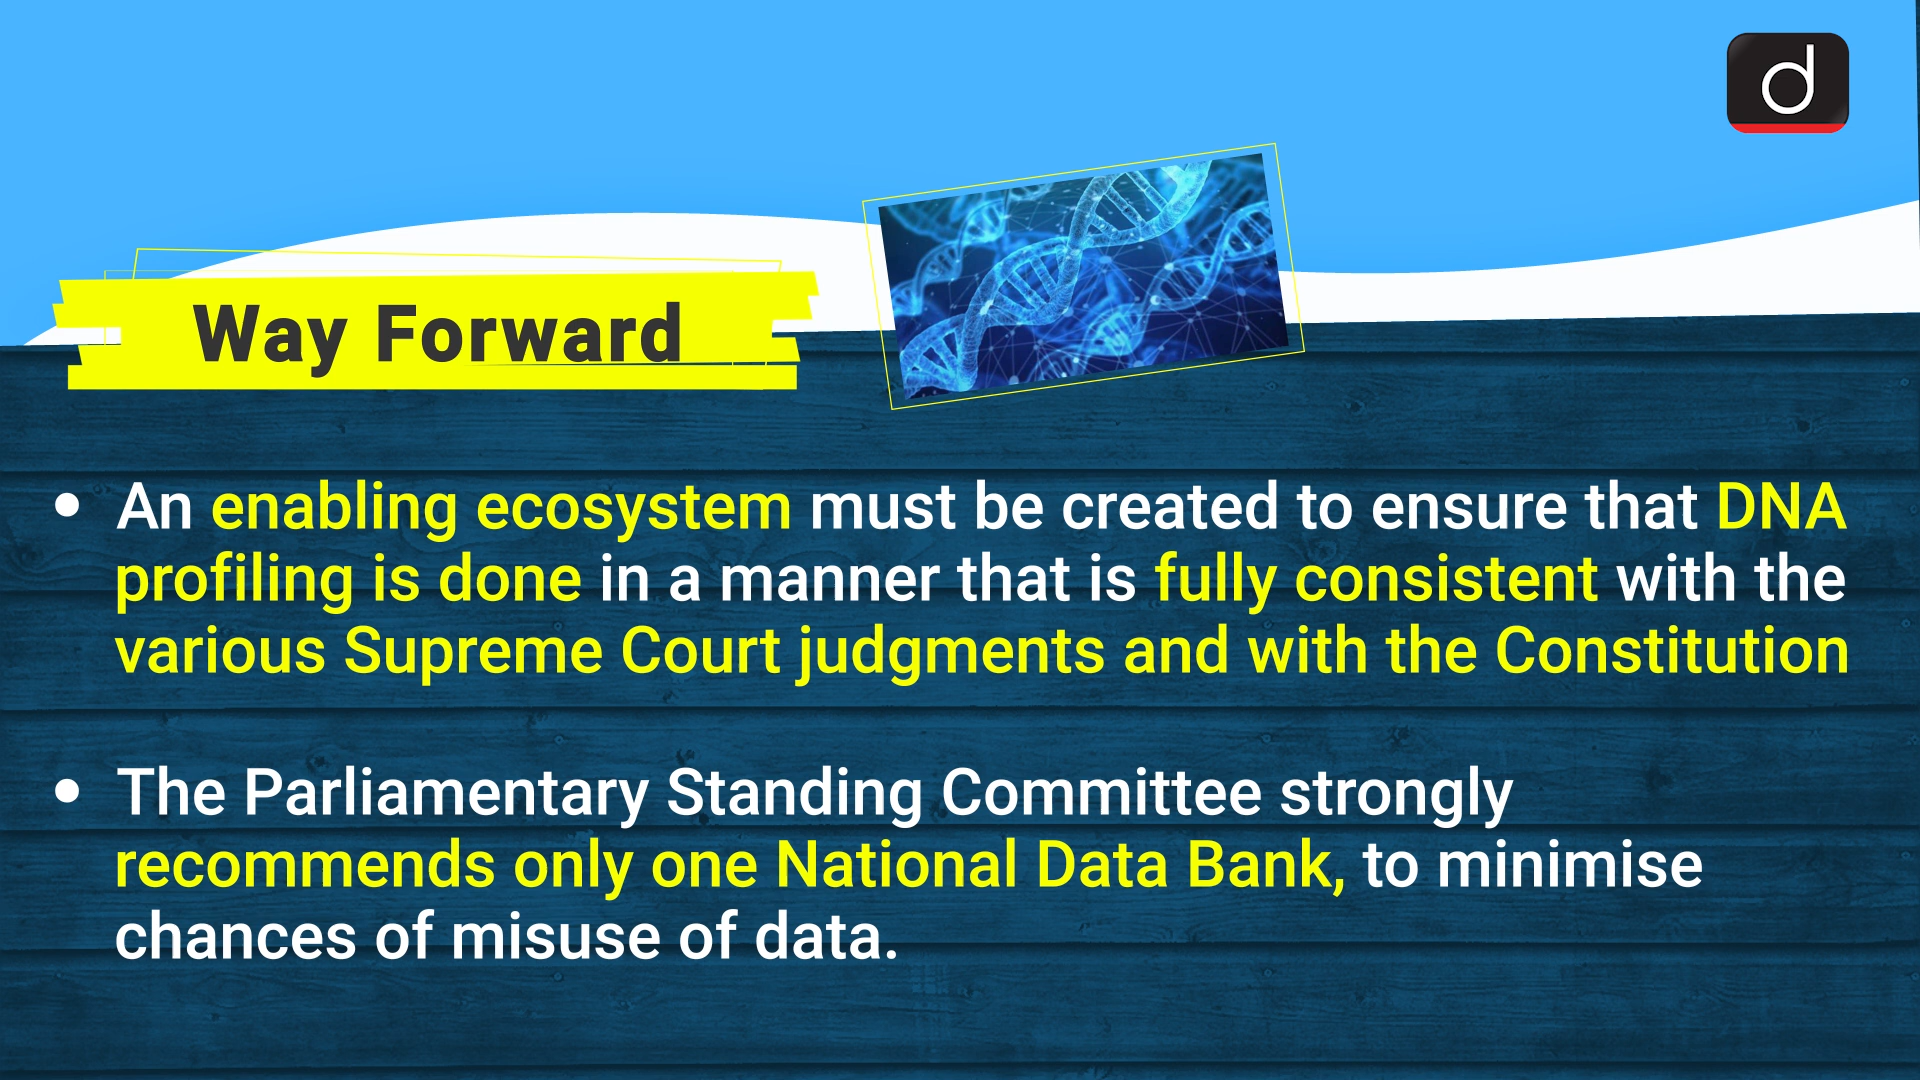 d
Way Forward
• An enabling ecosystem must be created to ensure that DNA
profiling is done in a manner that is fully consistent with the
various Supreme Court judgments and with the Constitution
• The Parliamentary Standing Committee strongly
recommends only one National Data Bank, to minimise
chances of misuse of data.